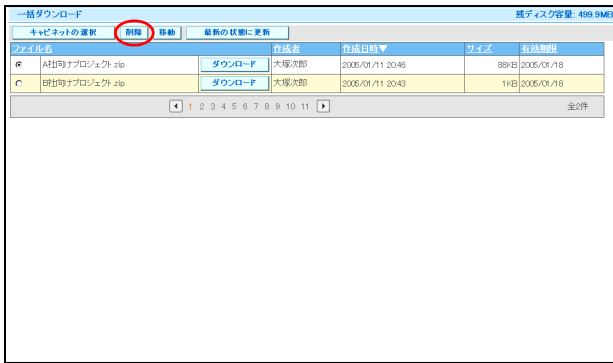 一括ダウンロード 残ディスク容量: 499.9MB
キャビネットの選択 削除 移動 最新の状態に更新
ファイル名 作成者 作成日時▼ サイズ 有効期限
A社向けプロジェクト.zip ダウンロード 大塚次郎 2005/01/11 20:46 88KB 2005/01/18
B社向けプロジェクト.zip ダウンロード 大塚次郎 2005/01/11 20:43 1KB 2005/01/18
1 2 3 4 5 6 7 8 9 10 11 全2件